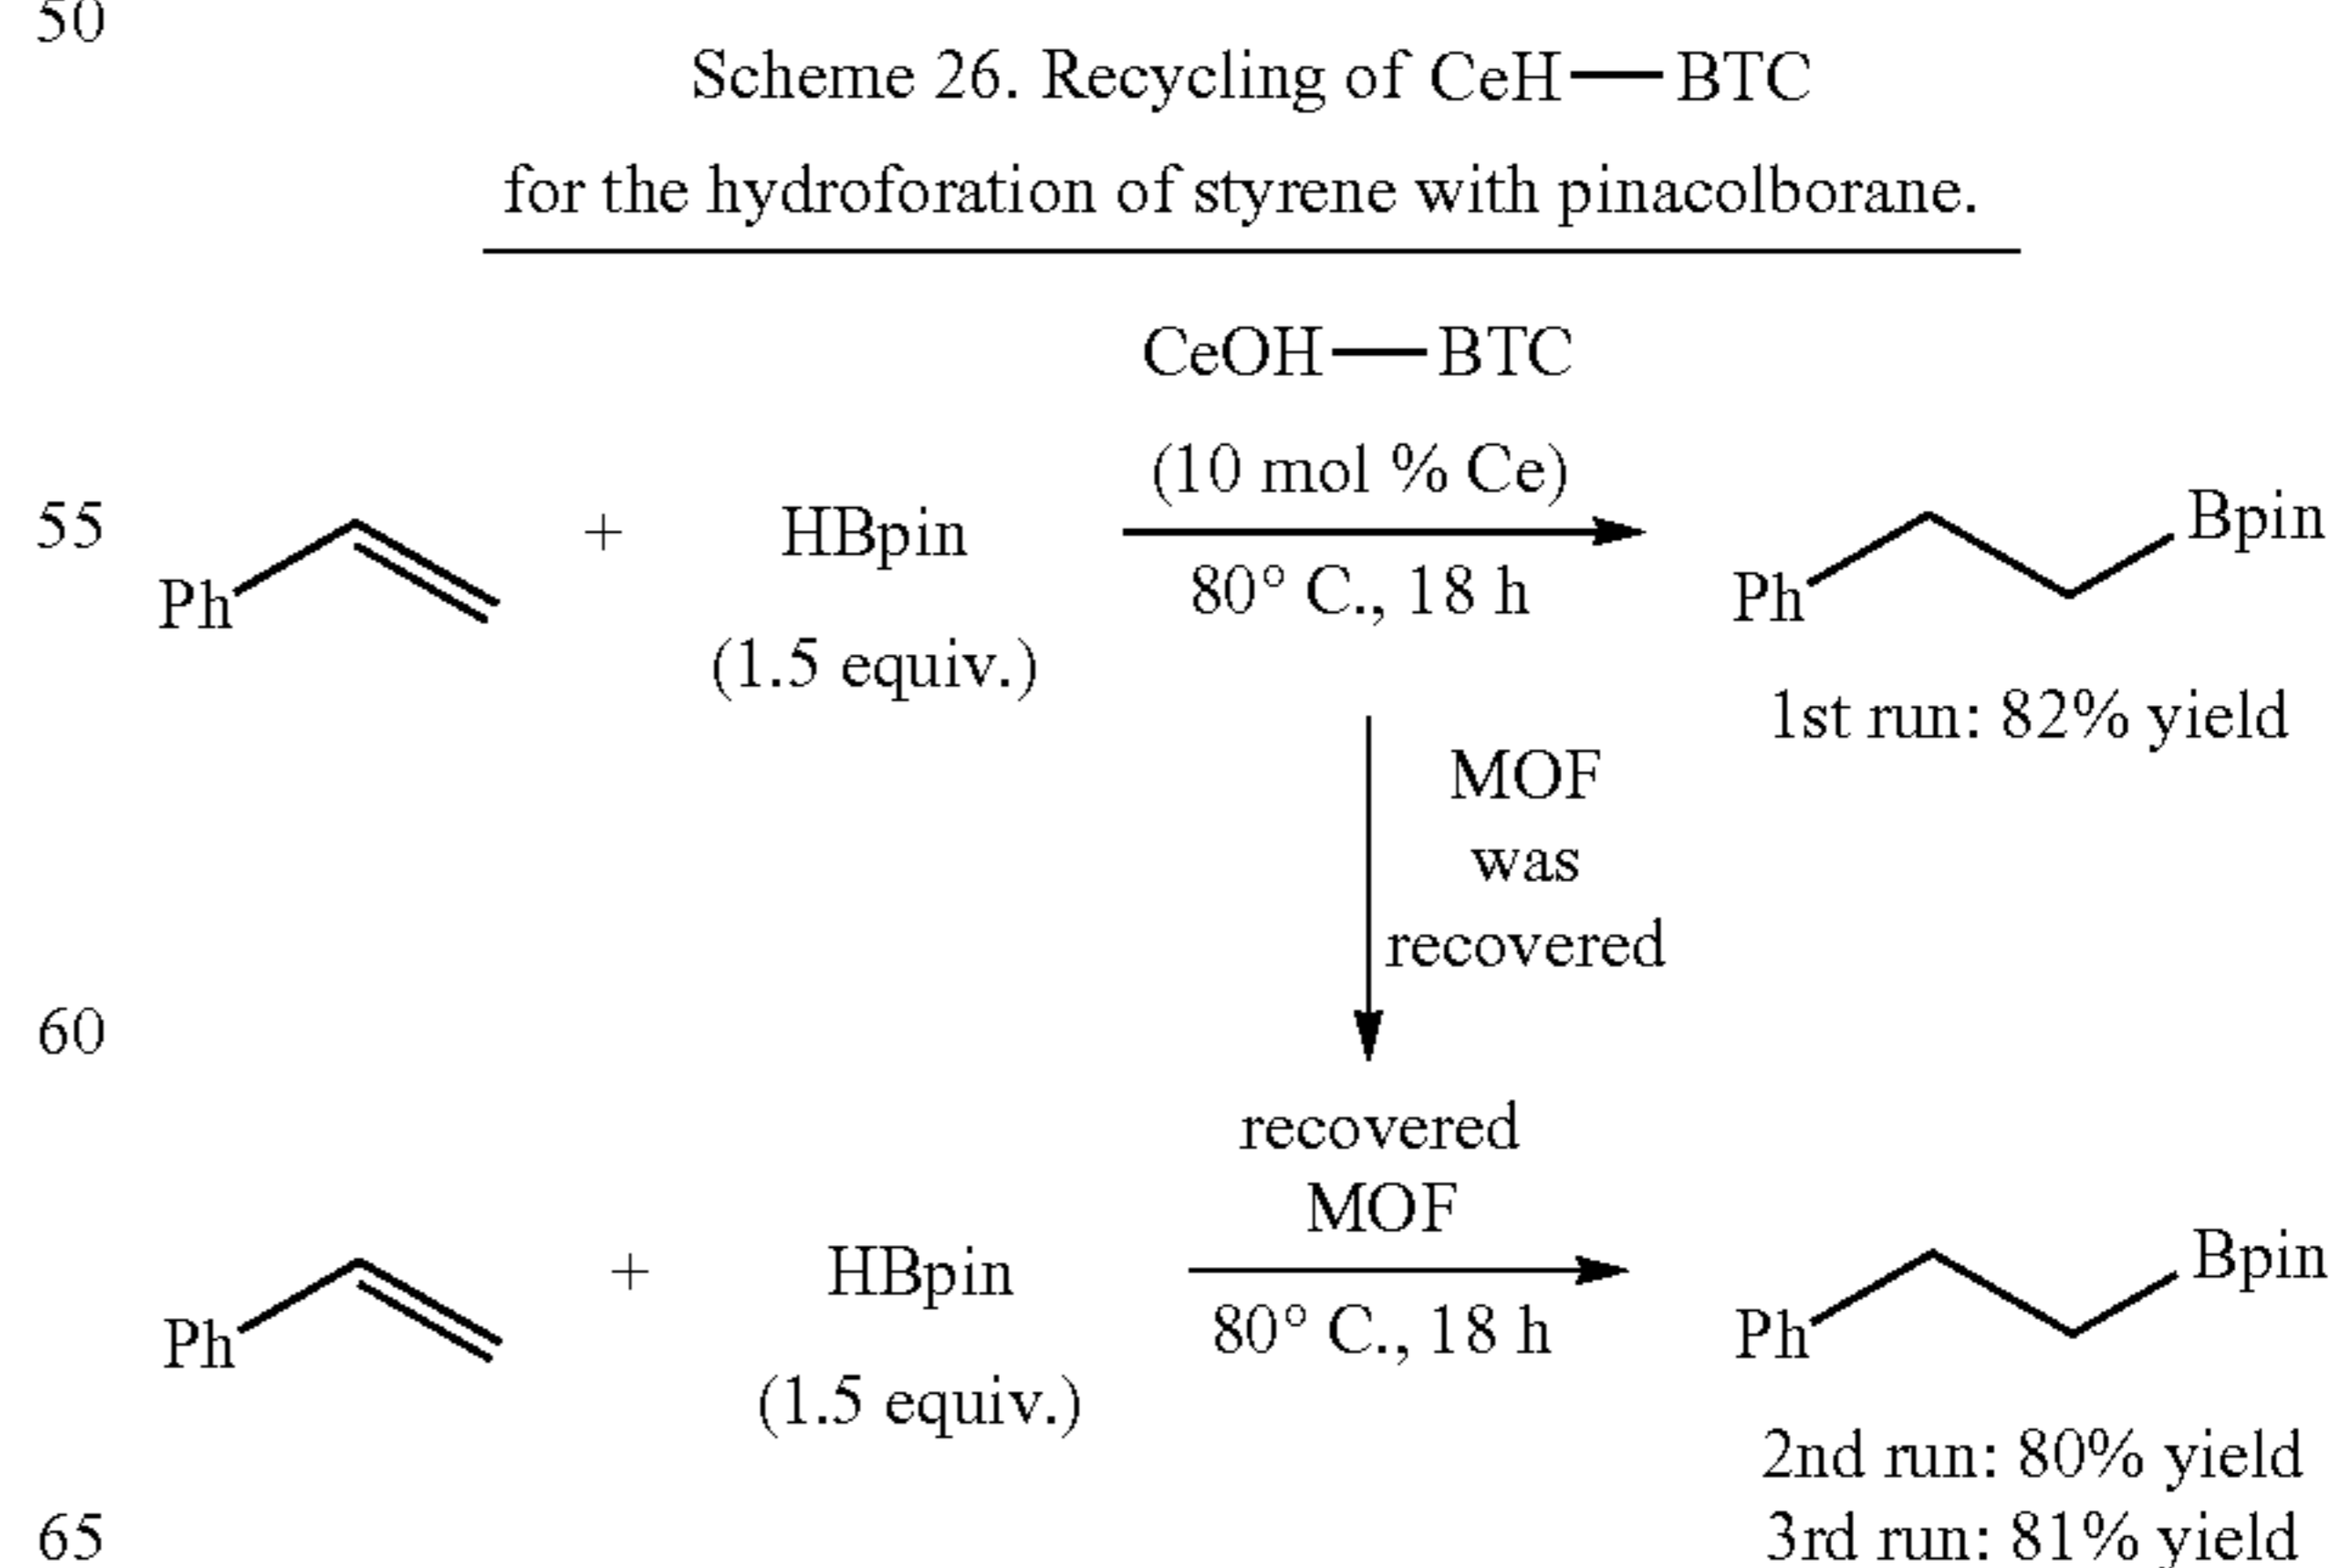 50
Scheme 26. Recycling of CeH—BTC
for the hydroforation of styrene with pinacolborane.
CeOH—BTC
(10 mol % Ce)
55
Ph
+
HBpin
80° C., 18 h
Bpin
Ph
(1.5 equiv.)
1st run: 82% yield
MOF
was
recovered
60
recovered
MOF
Ph
+
HBpin
80° C., 18 h
Bpin
Ph
(1.5 equiv.)
2nd run: 80% yield
65
3rd run: 81% yield